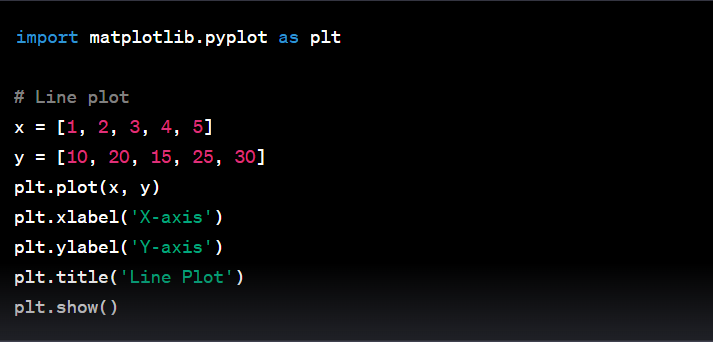 import matplotlib.pyplot as plt
# Line plot
x = [1, 2, 3, 4, 5]
y = [10, 20, 15, 25, 30]
plt.plot(x, y)
plt.xlabel('X-axis')
plt.ylabel('Y-axis')
plt.title('Line Plot')
plt.show()